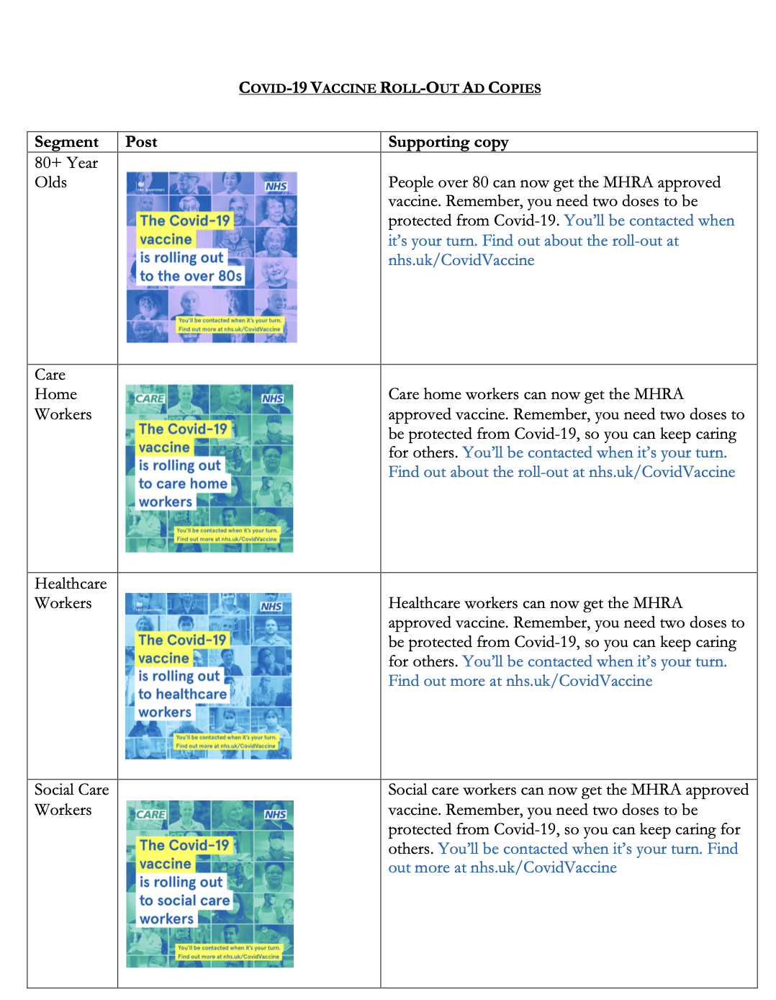 COVID-19 VACCINE ROLL-OUT AD COPIES
Segment
Post
Supporting copy
80+ Year
Olds
HM Government
NHS
The Covid-19
vaccine
is rolling out
to the over 80s
You'll be contacted when it's your turn.
Find out more at nhs.uk/CovidVaccine
People over 80 can now get the MHRA approved
vaccine. Remember, you need two doses to be
protected from Covid-19. You'll be contacted when
it's your turn. Find out about the roll-out at
nhs.uk/CovidVaccine
Care
Home
Workers
CARE
NHS
The Covid-19
vaccine
is rolling out
to care home
workers
You'll be contacted when it's your turn.
Find out more at nhs.uk/CovidVaccine
Care home workers can now get the MHRA
approved vaccine. Remember, you need two doses to
be protected from Covid-19, so you can keep caring
for others. You'll be contacted when it's your turn.
Find out about the roll-out at nhs.uk/CovidVaccine
Healthcare
Workers
HM Government
NHS
The Covid-19
vaccine
is rolling out
to healthcare
workers
You'll be contacted when it's your turn.
Find out more at nhs.uk/CovidVaccine
Healthcare workers can now get the MHRA
approved vaccine. Remember, you need two doses to
be protected from Covid-19, so you can keep caring
for others. You'll be contacted when it's your turn.
Find out more at nhs.uk/CovidVaccine
Social Care
Workers
CARE
NHS
The Covid-19
vaccine
is rolling out
to social care
workers
You'll be contacted when it's your turn.
Find out more at nhs.uk/CovidVaccine
Social care workers can now get the MHRA approved
vaccine. Remember, you need two doses to be
protected from Covid-19, so you can keep caring for
others. You'll be contacted when it's your turn. Find
out more at nhs.uk/CovidVaccine